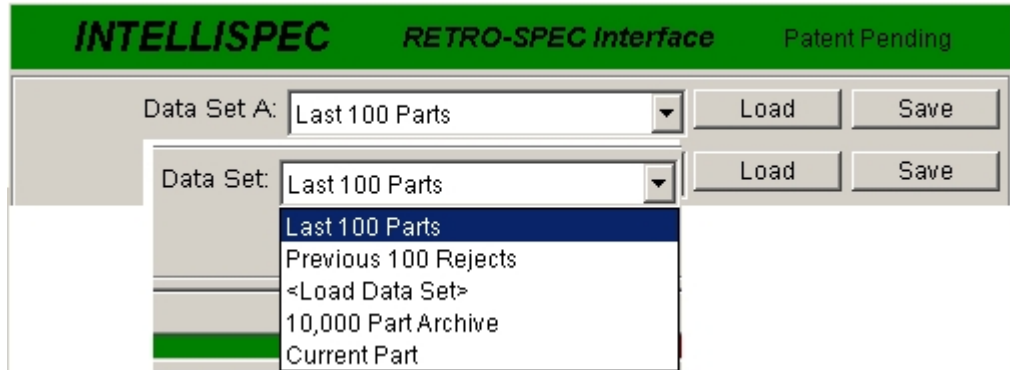 INTELLISPEC RETRO-SPEC Interface Patent Pending
Data Set A: Last 100 Parts Load Save
Data Set: Last 100 Parts Load Save
Last 100 Parts
Previous 100 Rejects
<Load Data Set>
10,000 Part Archive
Current Part